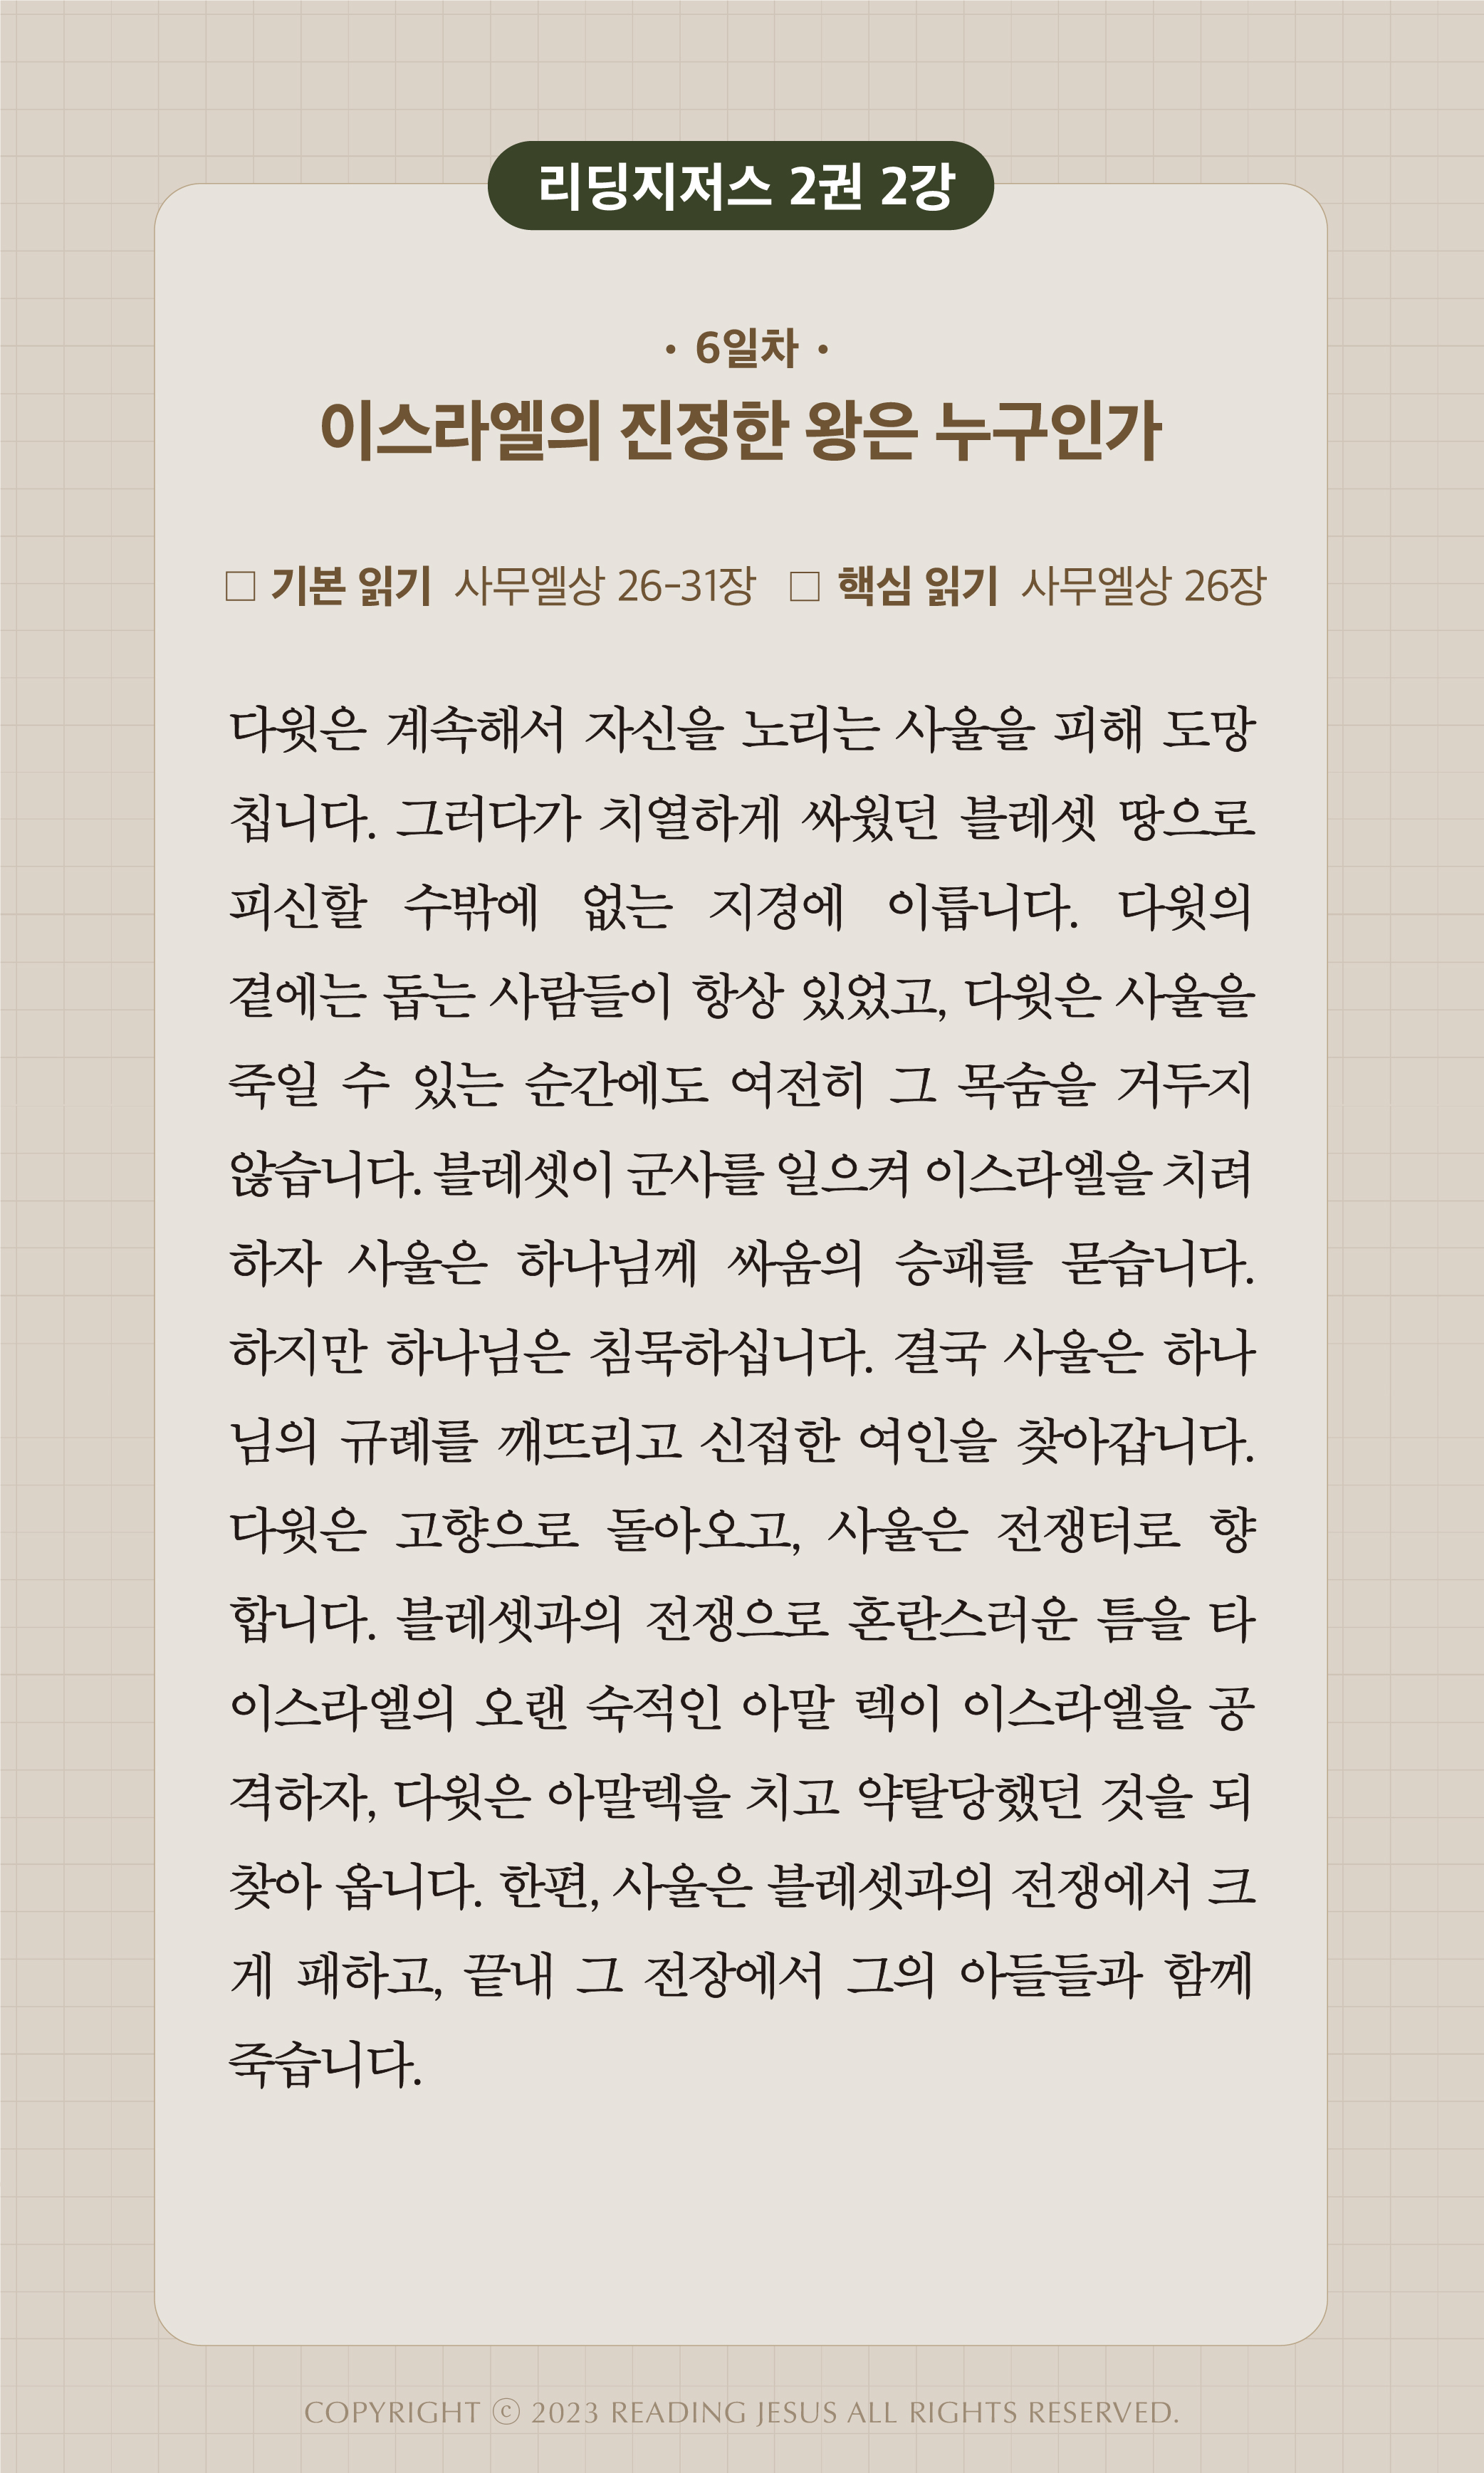 리딩지저스 2권 2강
· 6일차 ·
이스라엘의 진정한 왕은 누구인가
□ 기본 읽기 사무엘상 26-31장 □ 핵심 읽기 사무엘상 26장
다윗은 계속해서 자신을 노리는 사울을 피해 도망
칩니다. 그러다가 치열하게 싸웠던 블레셋 땅으로
피신할 수밖에 없는 지경에 이릅니다. 다윗의
곁에는 돕는 사람들이 항상 있었고, 다윗은 사울을
죽일 수 있는 순간에도 여전히 그 목숨을 거두지
않습니다. 블레셋이 군사를 일으켜 이스라엘을 치려
하자 사울은 하나님께 싸움의 승패를 묻습니다.
하지만 하나님은 침묵하십니다. 결국 사울은 하나
님의 규례를 깨뜨리고 신접한 여인을 찾아갑니다.
다윗은 고향으로 돌아오고, 사울은 전쟁터로 향
합니다. 블레셋과의 전쟁으로 혼란스러운 틈을 타
이스라엘의 오랜 숙적인 아말 렉이 이스라엘을 공
격하자, 다윗은 아말렉을 치고 약탈당했던 것을 되
찾아 옵니다. 한편, 사울은 블레셋과의 전쟁에서 크
게 패하고, 끝내 그 전장에서 그의 아들들과 함께
죽습니다.
COPYRIGHT ⓒ 2023 READING JESUS ALL RIGHTS RESERVED.